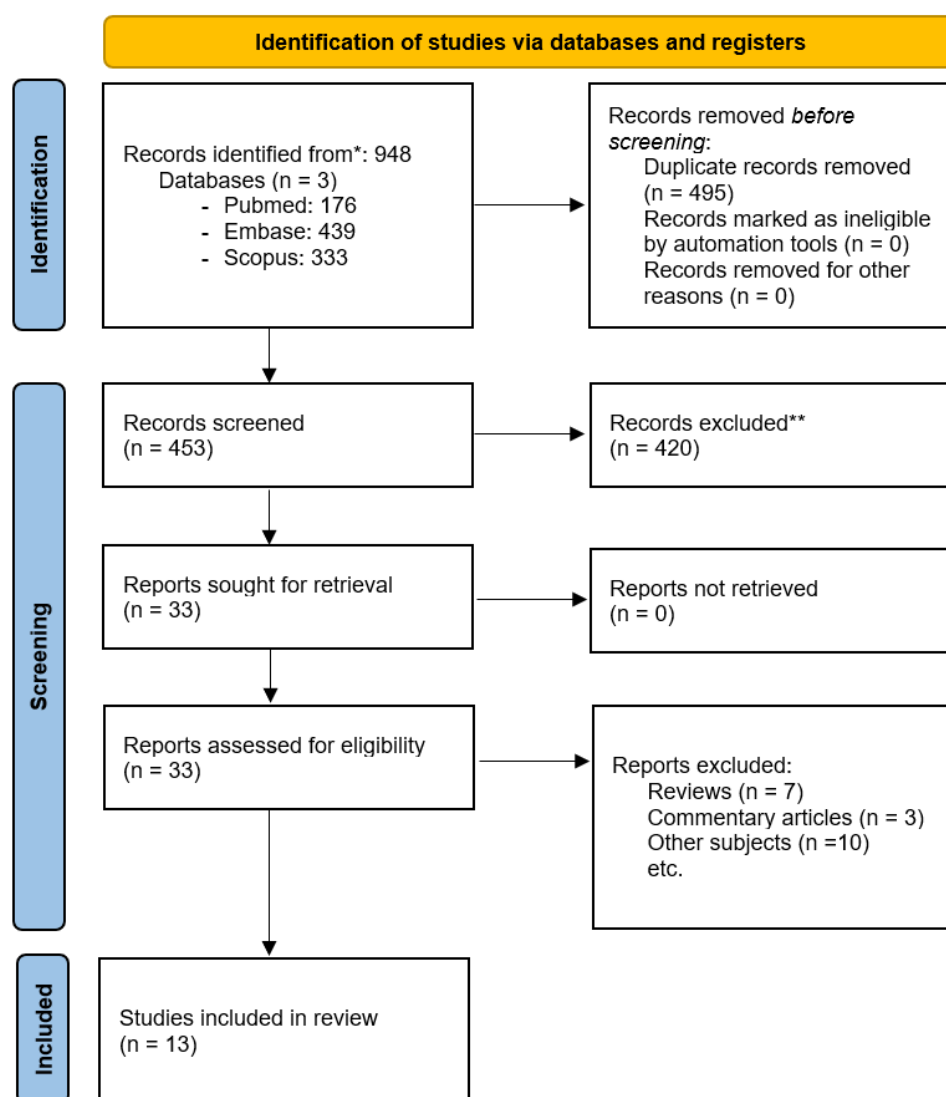 Identification of studies via databases and registers
Identification
Records identified from*: 948
Databases (n = 3)
- Pubmed: 176
- Embase: 439
- Scopus: 333
Records removed before
screening:
Duplicate records removed
(n = 495)
Records marked as ineligible
by automation tools (n = 0)
Records removed for other
reasons (n = 0)
Screening
Records screened
(n = 453)
Records excluded**
(n = 420)
Reports sought for retrieval
(n = 33)
Reports not retrieved
(n = 0)
Reports assessed for eligibility
(n = 33)
Reports excluded:
Reviews (n = 7)
Commentary articles (n = 3)
Other subjects (n =10)
etc.
Included
Studies included in review
(n = 13)